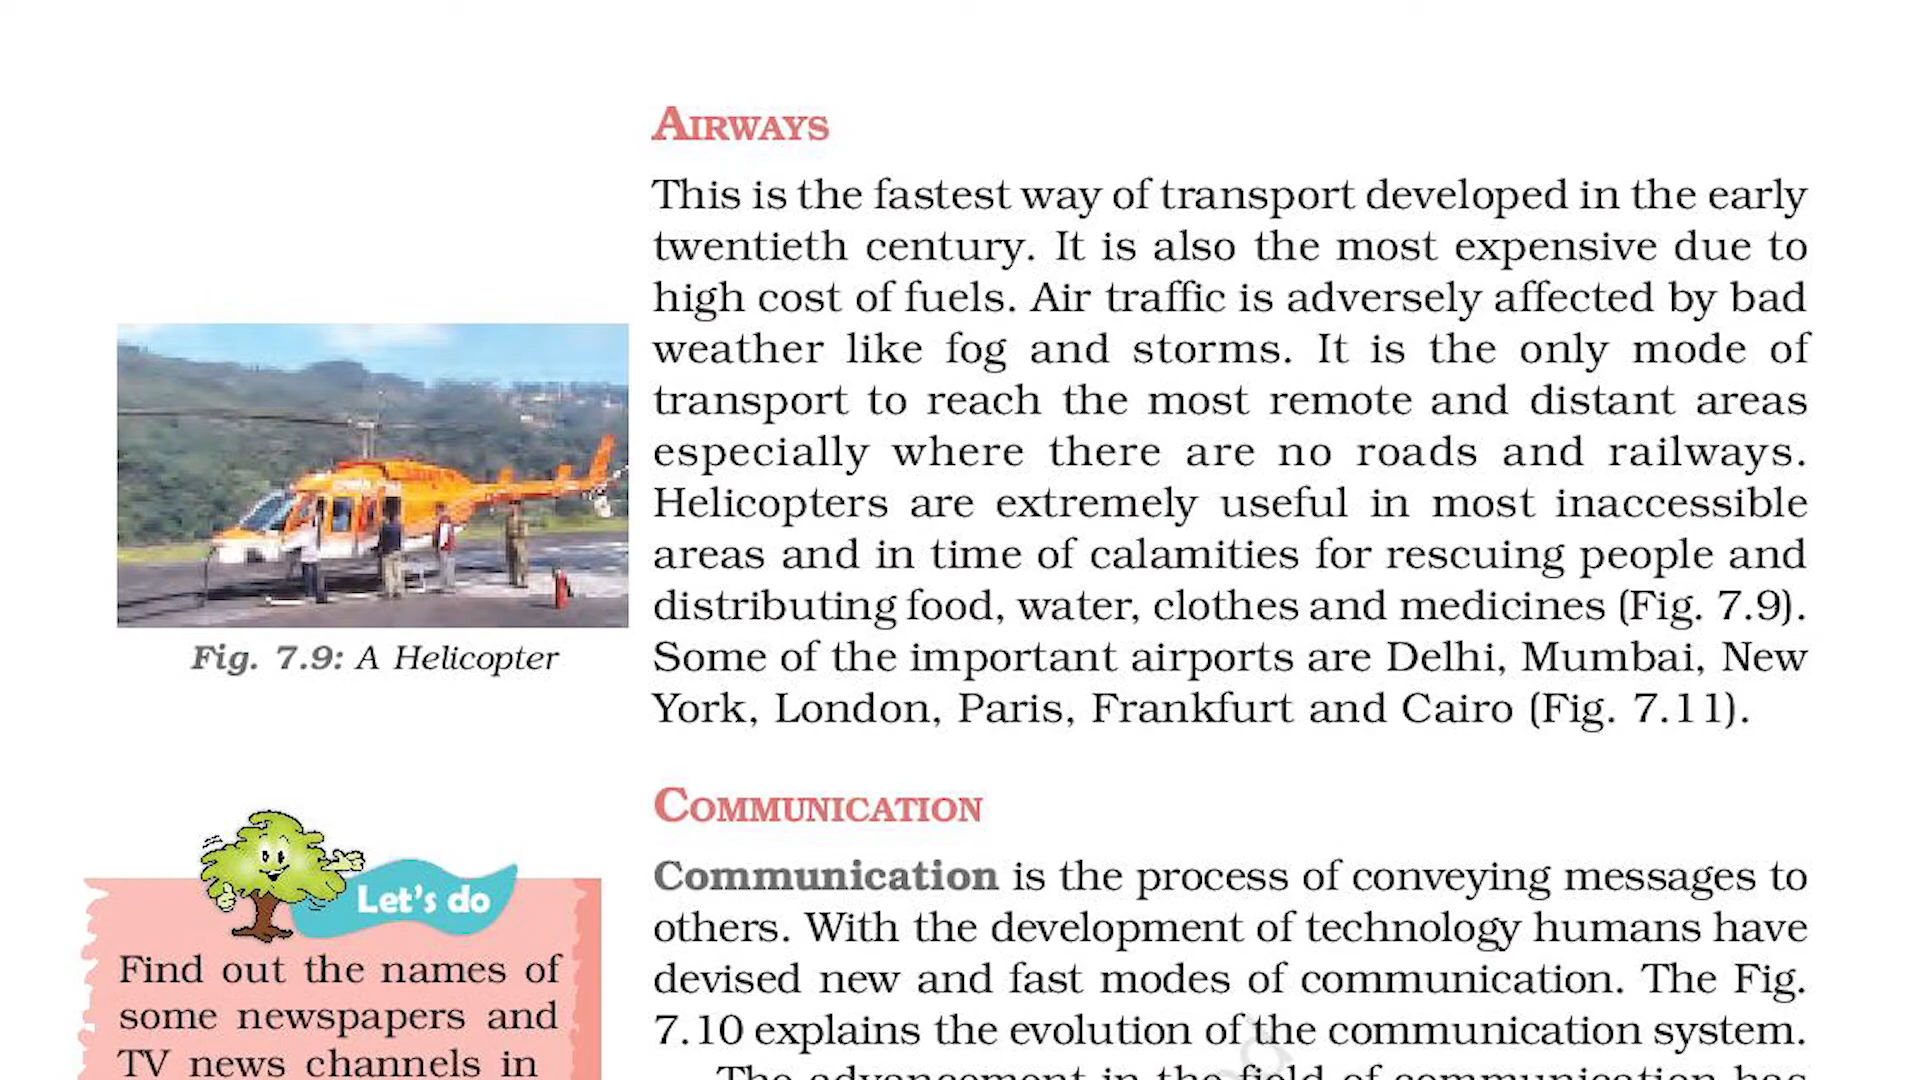 AIRWAYS
This is the fastest way of transport developed in the early
twentieth century. It is also the most expensive due to
high cost of fuels. Air traffic is adversely affected by bad
weather like fog and storms. It is the only mode of
transport to reach the most remote and distant areas
especially where there are no roads and railways.
Helicopters are extremely useful in most inaccessible
areas and in time of calamities for rescuing people and
distributing food, water, clothes and medicines (Fig. 7.9).
Some of the important airports are Delhi, Mumbai, New
York, London, Paris, Frankfurt and Cairo (Fig. 7.11).
Fig. 7.9: A Helicopter
COMMUNICATION
Communication is the process of conveying messages to
others. With the development of technology humans have
devised new and fast modes of communication. The Fig.
7.10 explains the evolution of the communication system.
The advancement in the field of communication has
Let's do
Find out the names of
some newspapers and
TV news channels in